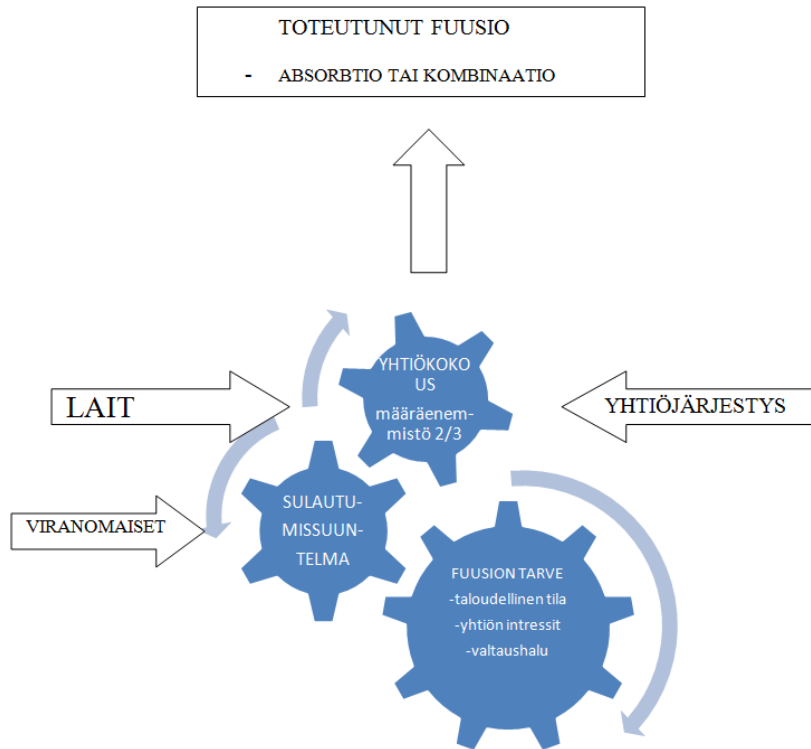 TOTEUTUNUT FUUSIO
- ABSORBTIO TAI KOMBINAATIO
YHTIÖKOKO
US
määräenem-
mistö 2/3
LAIT
YHTIÖJÄRJESTYS
SULAUTU-
MISSUUN-
TELMA
VIRANOMAISET
FUUSION TARVE
-taloudellinen tila
-yhtiön intressit
-valtaushalu